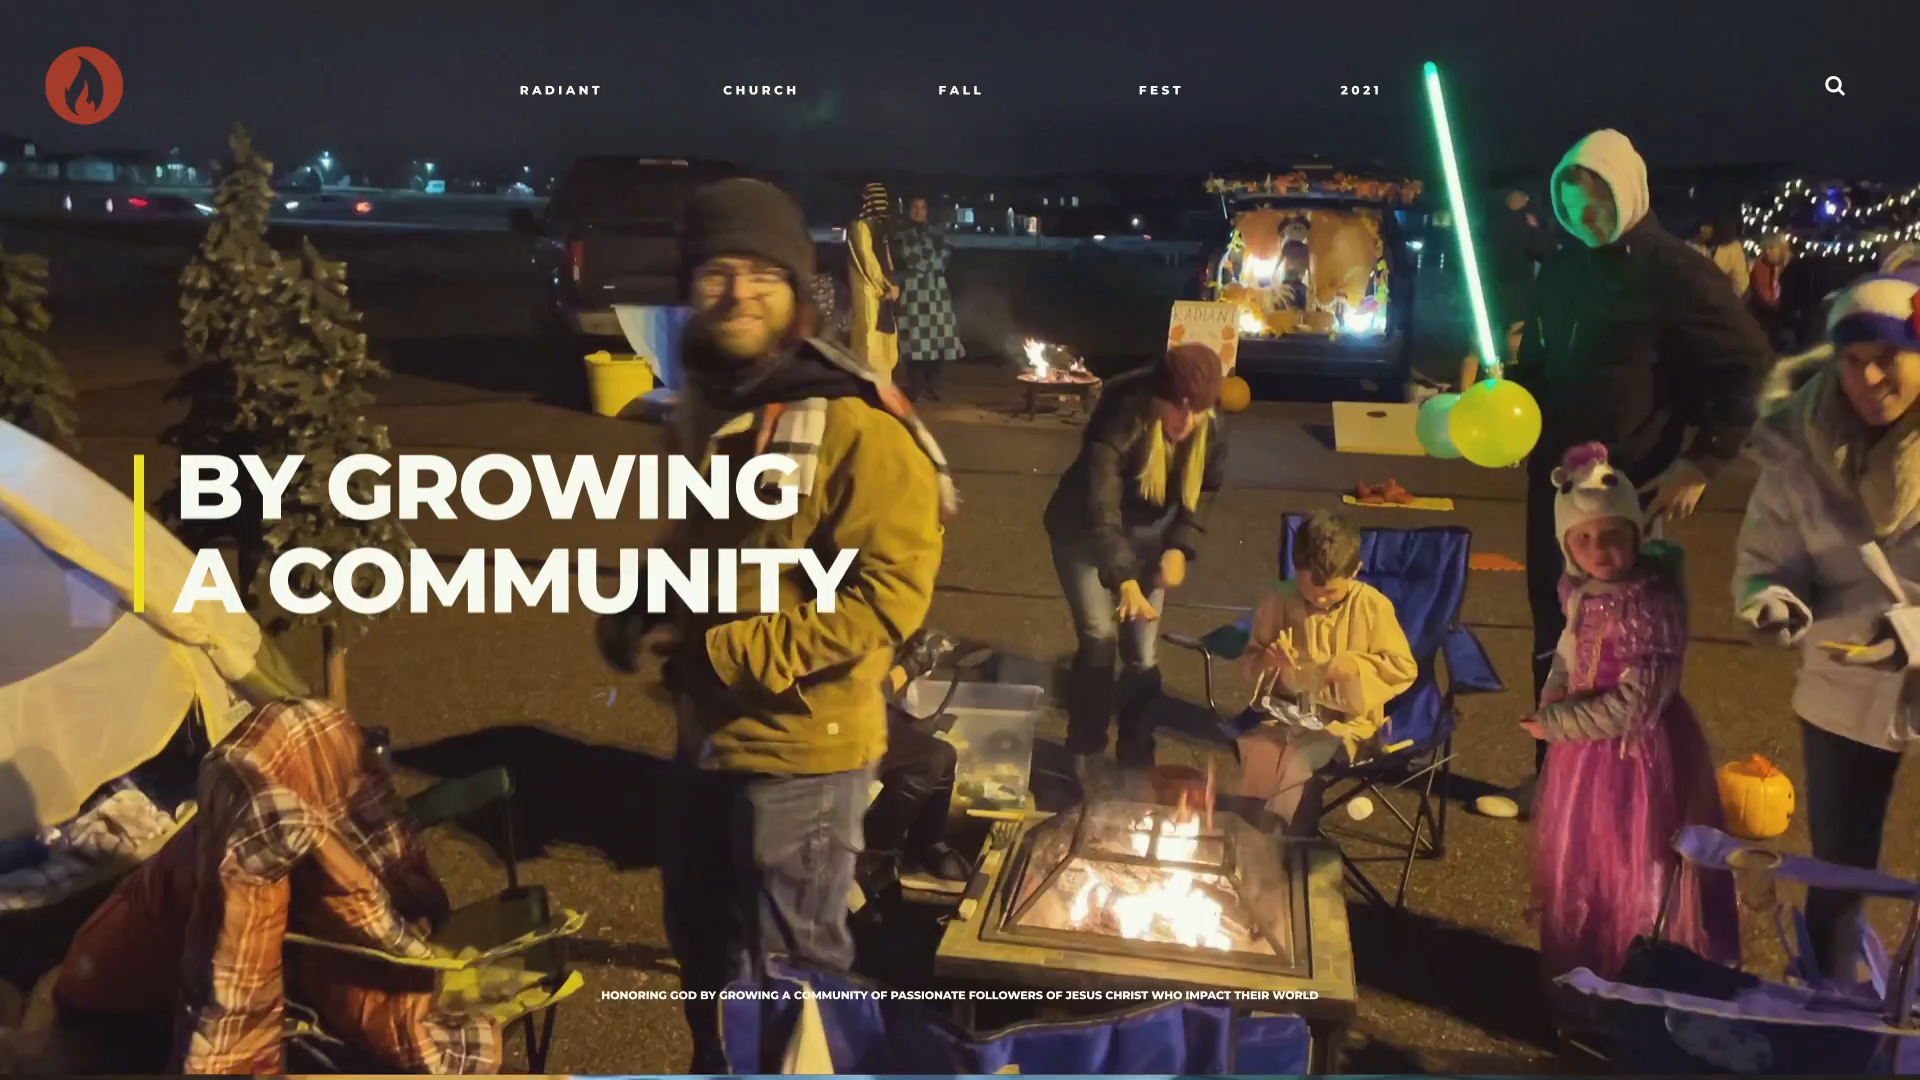 RADIANT CHURCH FALL FEST 2021
RADIANT
BY GROWING
A COMMUNITY
HONORING GOD BY GROWING A COMMUNITY OF PASSIONATE FOLLOWERS OF JESUS CHRIST WHO IMPACT THEIR WORLD